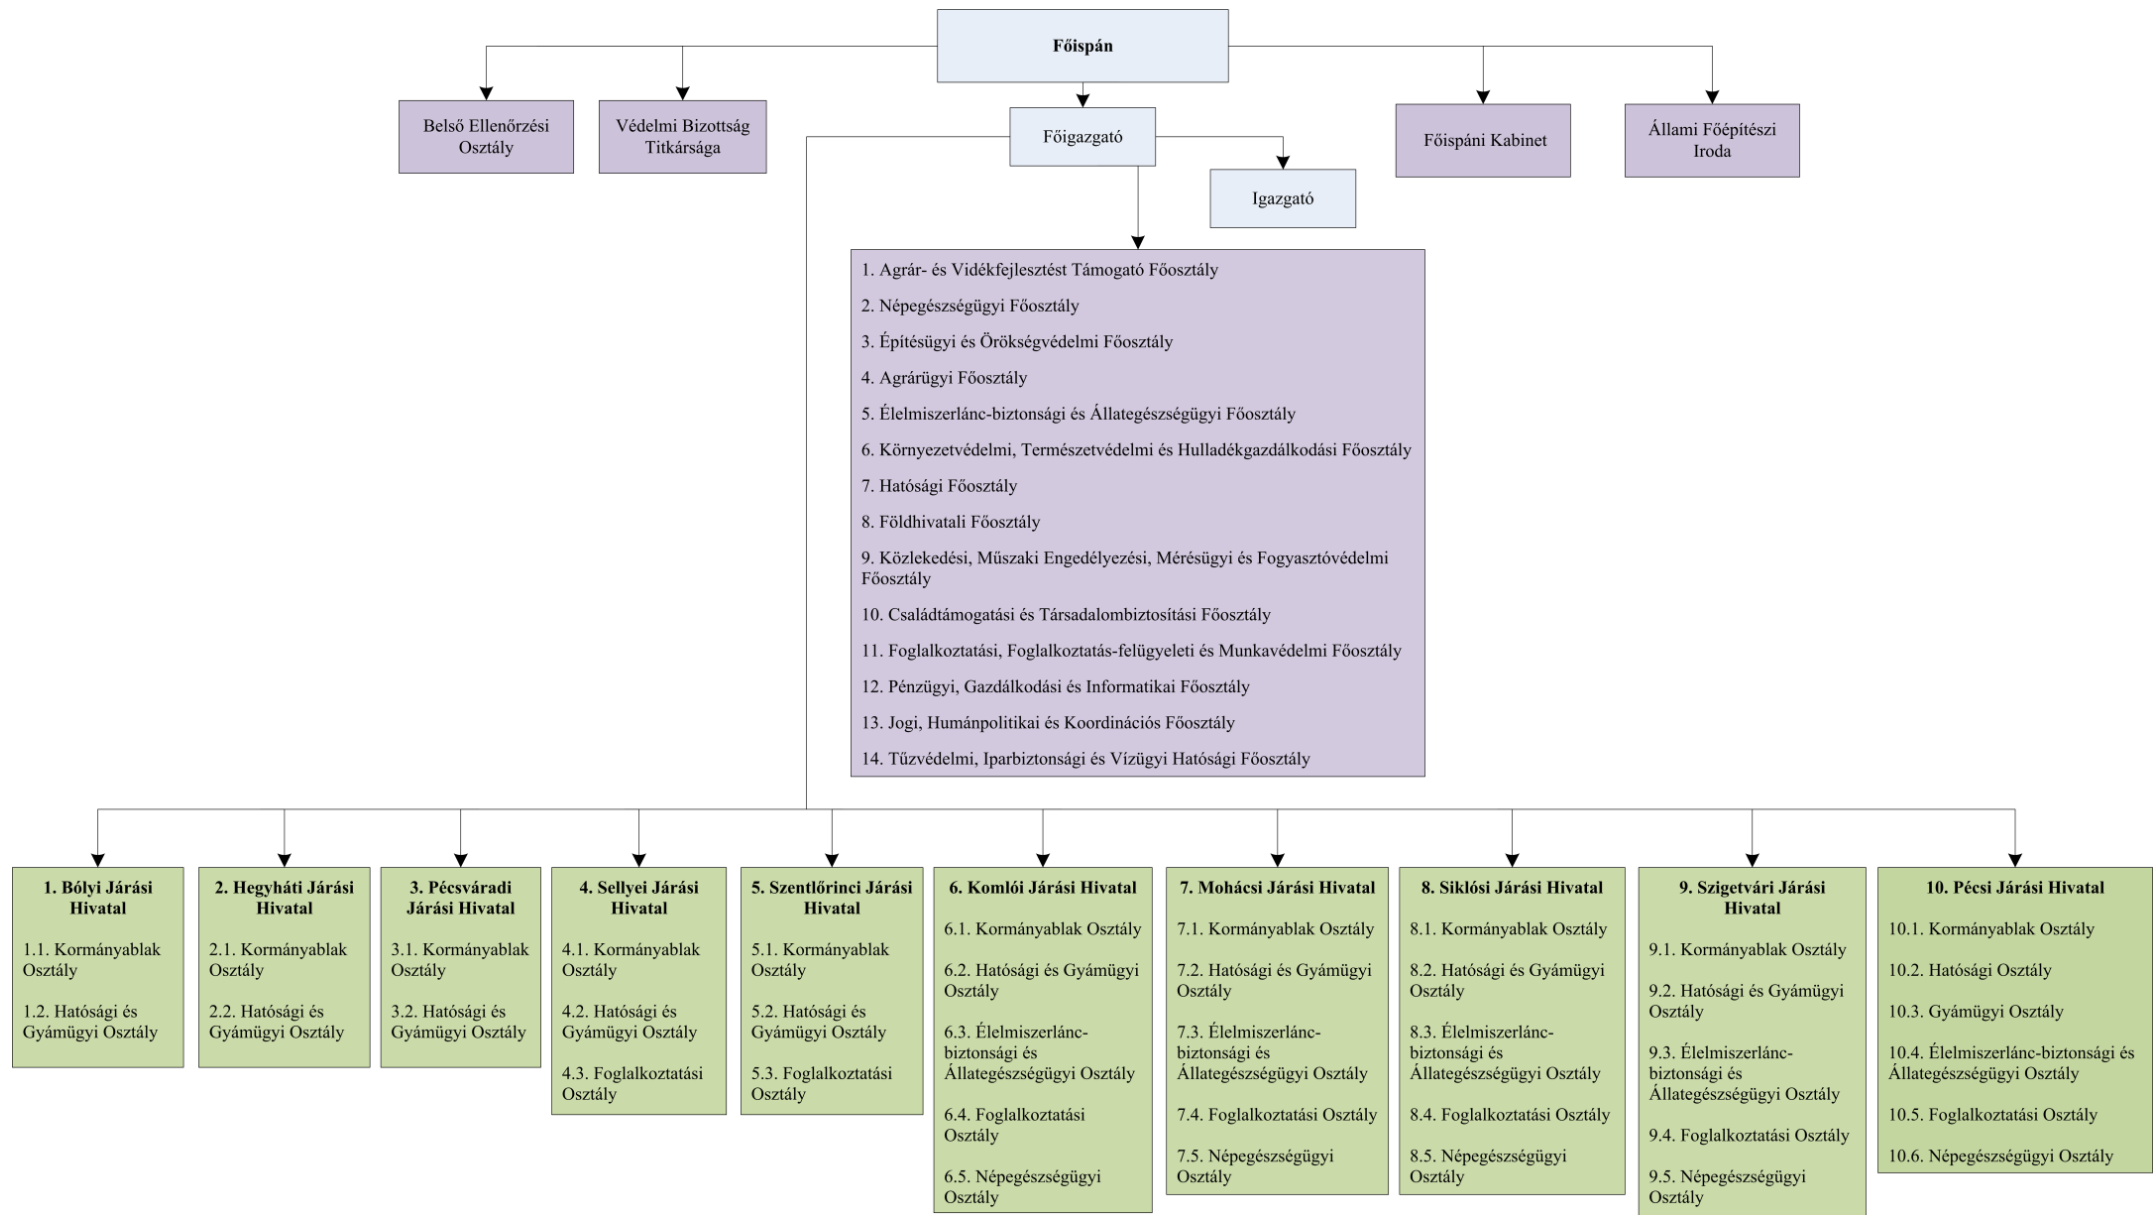 Főispán
Belső Ellenőrzési
Osztály
Védelmi Bizottság
Titkársága
Főigazgató
Főispáni Kabinet
Állami Főépítészi
Iroda
Igazgató
1. Agrár- és Vidékfejlesztést Támogató Főosztály
2. Népegészségügyi Főosztály
3. Építésügyi és Örökségvédelmi Főosztály
4. Agrárügyi Főosztály
5. Élelmiszerlánc-biztonsági és Állategészségügyi Főosztály
6. Környezetvédelmi, Természetvédelmi és Hulladékgazdálkodási Főosztály
7. Hatósági Főosztály
8. Földhivatali Főosztály
9. Közlekedési, Műszaki Engedélyezési, Mérésügyi és Fogyasztóvédelmi
Főosztály
10. Családtámogatási és Társadalombiztosítási Főosztály
11. Foglalkoztatási, Foglalkoztatás-felügyeleti és Munkavédelmi Főosztály
12. Pénzügyi, Gazdálkodási és Informatikai Főosztály
13. Jogi, Humánpolitikai és Koordinációs Főosztály
14. Tűzvédelmi, Iparbiztonsági és Vízügyi Hatósági Főosztály
1. Bólyi Járási
Hivatal
1.1. Kormányablak
Osztály
1.2. Hatósági és
Gyámügyi Osztály
2. Hegyháti Járási
Hivatal
2.1. Kormányablak
Osztály
2.2. Hatósági és
Gyámügyi Osztály
3. Pécsváradi
Járási Hivatal
3.1. Kormányablak
Osztály
3.2. Hatósági és
Gyámügyi Osztály
4. Sellyei Járási
Hivatal
4.1. Kormányablak
Osztály
4.2. Hatósági és
Gyámügyi Osztály
4.3. Foglalkoztatási
Osztály
5. Szentlőrinci Járási
Hivatal
5.1. Kormányablak
Osztály
5.2. Hatósági és
Gyámügyi Osztály
5.3. Foglalkoztatási
Osztály
6. Komlói Járási Hivatal
6.1. Kormányablak Osztály
6.2. Hatósági és Gyámügyi
Osztály
6.3. Élelmiszerlánc-
biztonsági és
Állategészségügyi Osztály
6.4. Foglalkoztatási
Osztály
6.5. Népegészségügyi
Osztály
7. Mohácsi Járási Hivatal
7.1. Kormányablak Osztály
7.2. Hatósági és Gyámügyi
Osztály
7.3. Élelmiszerlánc-
biztonsági és
Állategészségügyi Osztály
7.4. Foglalkoztatási Osztály
7.5. Népegészségügyi
Osztály
8. Siklósi Járási Hivatal
8.1. Kormányablak Osztály
8.2. Hatósági és Gyámügyi
Osztály
8.3. Élelmiszerlánc-
biztonsági és
Állategészségügyi Osztály
8.4. Foglalkoztatási Osztály
8.5. Népegészségügyi
Osztály
9. Szigetvári Járási
Hivatal
9.1. Kormányablak Osztály
9.2. Hatósági és Gyámügyi
Osztály
9.3. Élelmiszerlánc-
biztonsági és
Állategészségügyi Osztály
9.4. Foglalkoztatási Osztály
9.5. Népegészségügyi
Osztály
10. Pécsi Járási Hivatal
10.1. Kormányablak Osztály
10.2. Hatósági Osztály
10.3. Gyámügyi Osztály
10.4. Élelmiszerlánc-biztonsági és
Állategészségügyi Osztály
10.5. Foglalkoztatási Osztály
10.6. Népegészségügyi Osztály